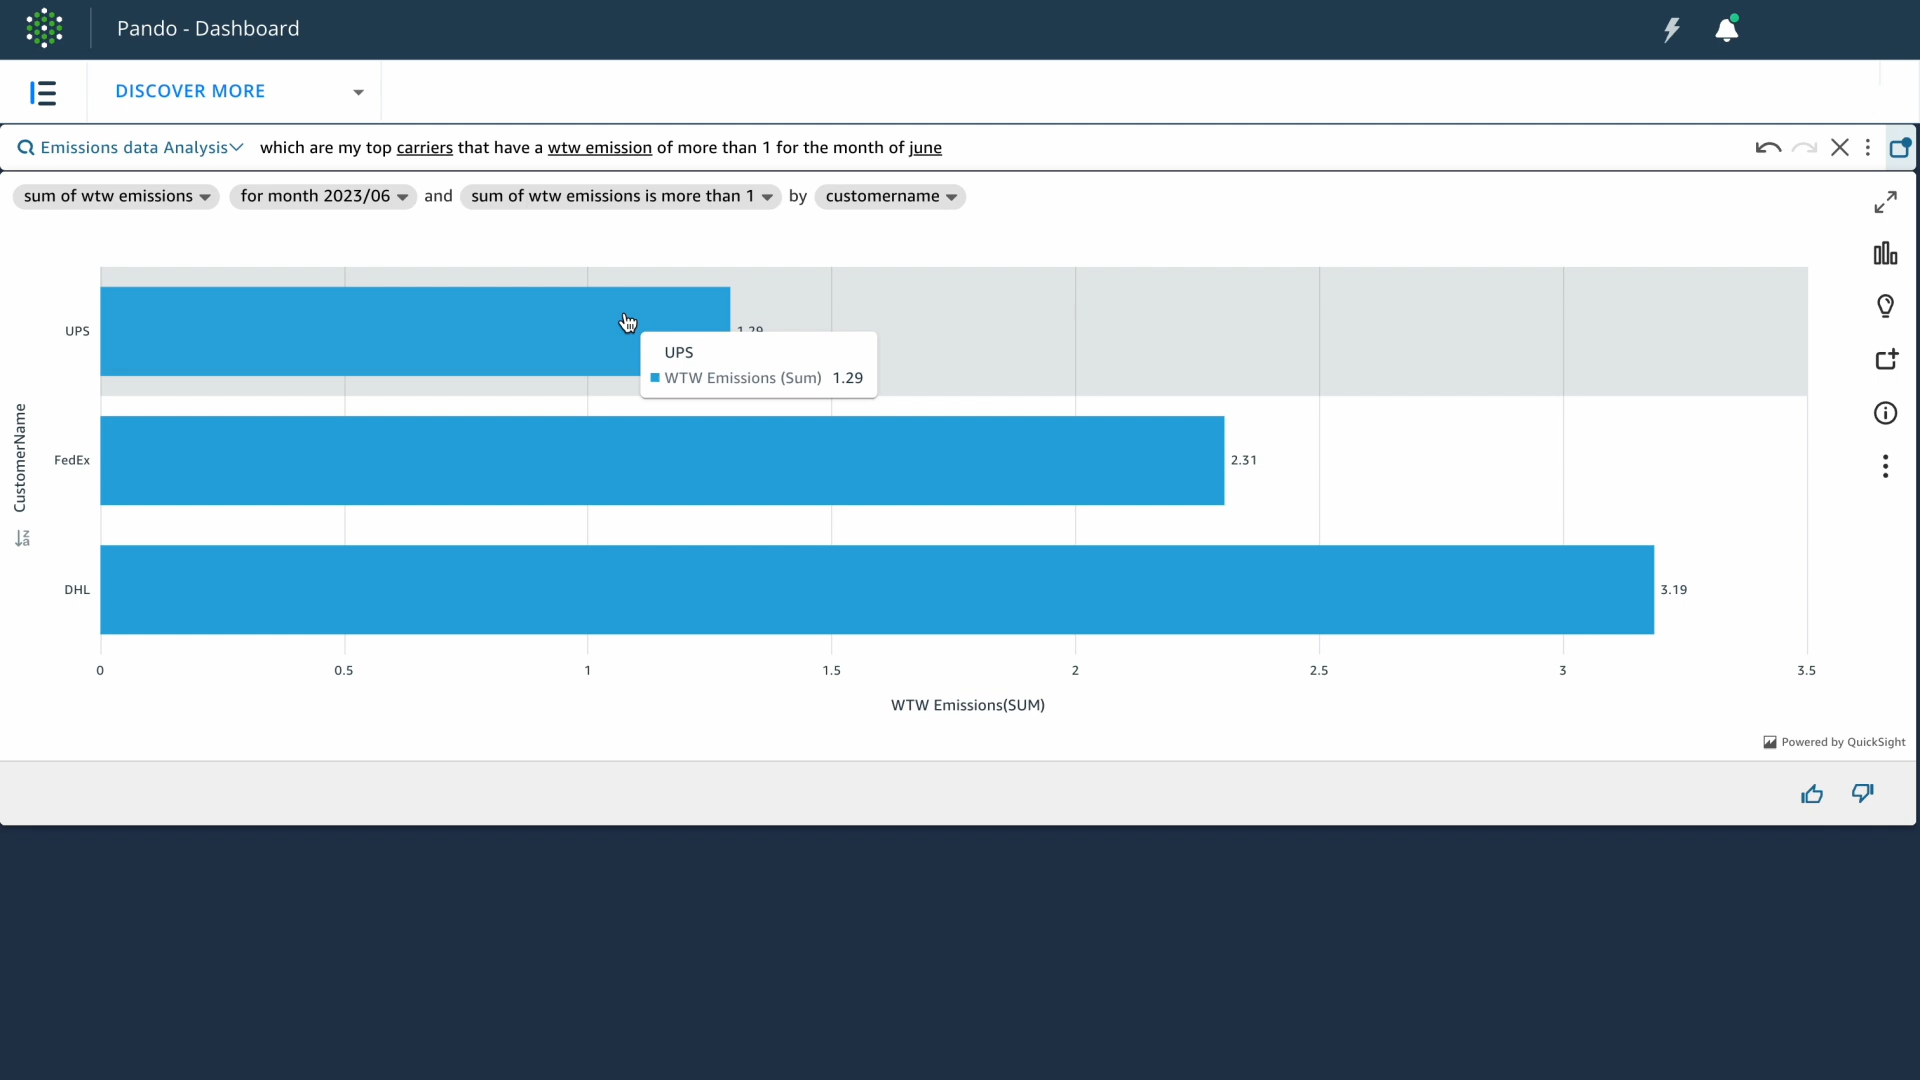 Pando - Dashboard
DISCOVER MORE
Emissions data Analysis which are my top carriers that have a wtw emission of more than 1 for the month of june
sum of wtw emissions for month 2023/06 and sum of wtw emissions is more than 1 by customername
CustomerName
UPS
1.29
UPS
WTW Emissions (Sum) 1.29
FedEx
2.31
DHL
3.19
0 0.5 1 1.5 2 2.5 3 3.5
WTW Emissions(SUM)
Powered by QuickSight